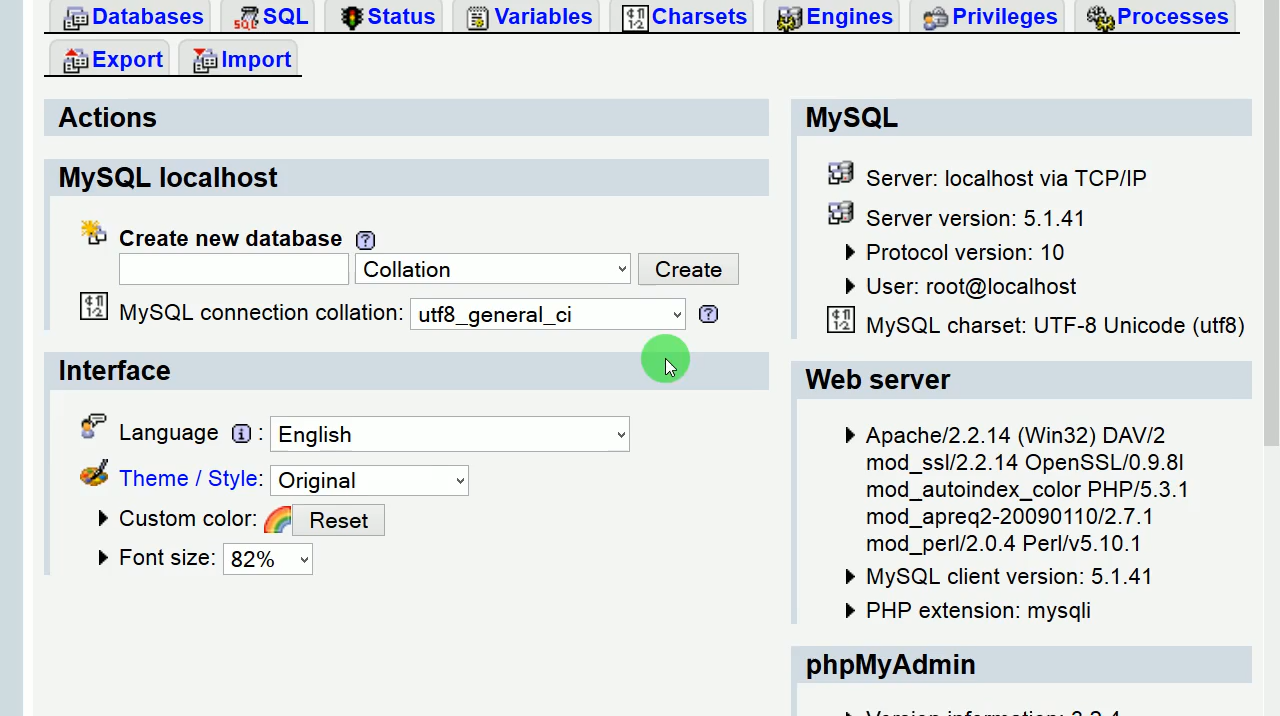 Databases SQL Status Variables Charsets Engines Privileges Processes
Export Import
Actions
MySQL localhost
Create new database
Collation Create
MySQL connection collation: utf8_general_ci
Interface
Language : English
Theme / Style: Original
Custom color: Reset
Font size: 82%
MySQL
Server: localhost via TCP/IP
Server version: 5.1.41
Protocol version: 10
User: root@localhost
MySQL charset: UTF-8 Unicode (utf8)
Web server
Apache/2.2.14 (Win32) DAV/2
mod_ssl/2.2.14 OpenSSL/0.9.8l
mod_autoindex_color PHP/5.3.1
mod_apreq2-20090110/2.7.1
mod_perl/2.0.4 Perl/v5.10.1
MySQL client version: 5.1.41
PHP extension: mysqli
phpMyAdmin